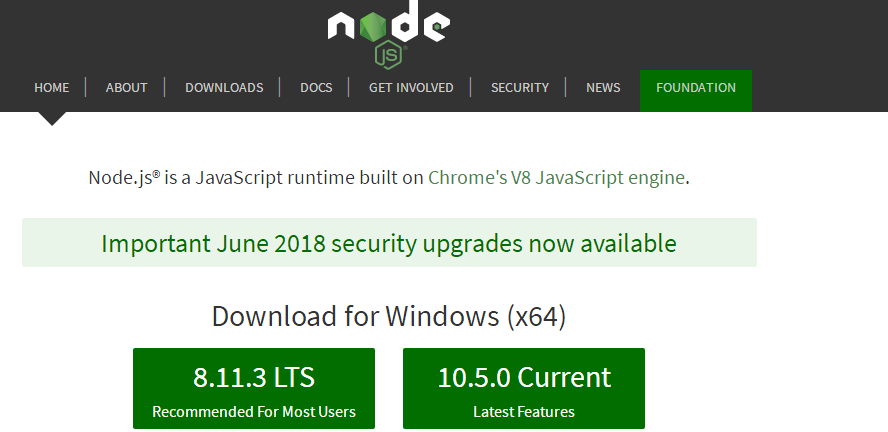 node
JS®
HOME | ABOUT | DOWNLOADS | DOCS | GET INVOLVED | SECURITY | NEWS FOUNDATION
Node.js® is a JavaScript runtime built on Chrome's V8 JavaScript engine.
Important June 2018 security upgrades now available
Download for Windows (x64)
8.11.3 LTS 10.5.0 Current
Recommended For Most Users Latest Features